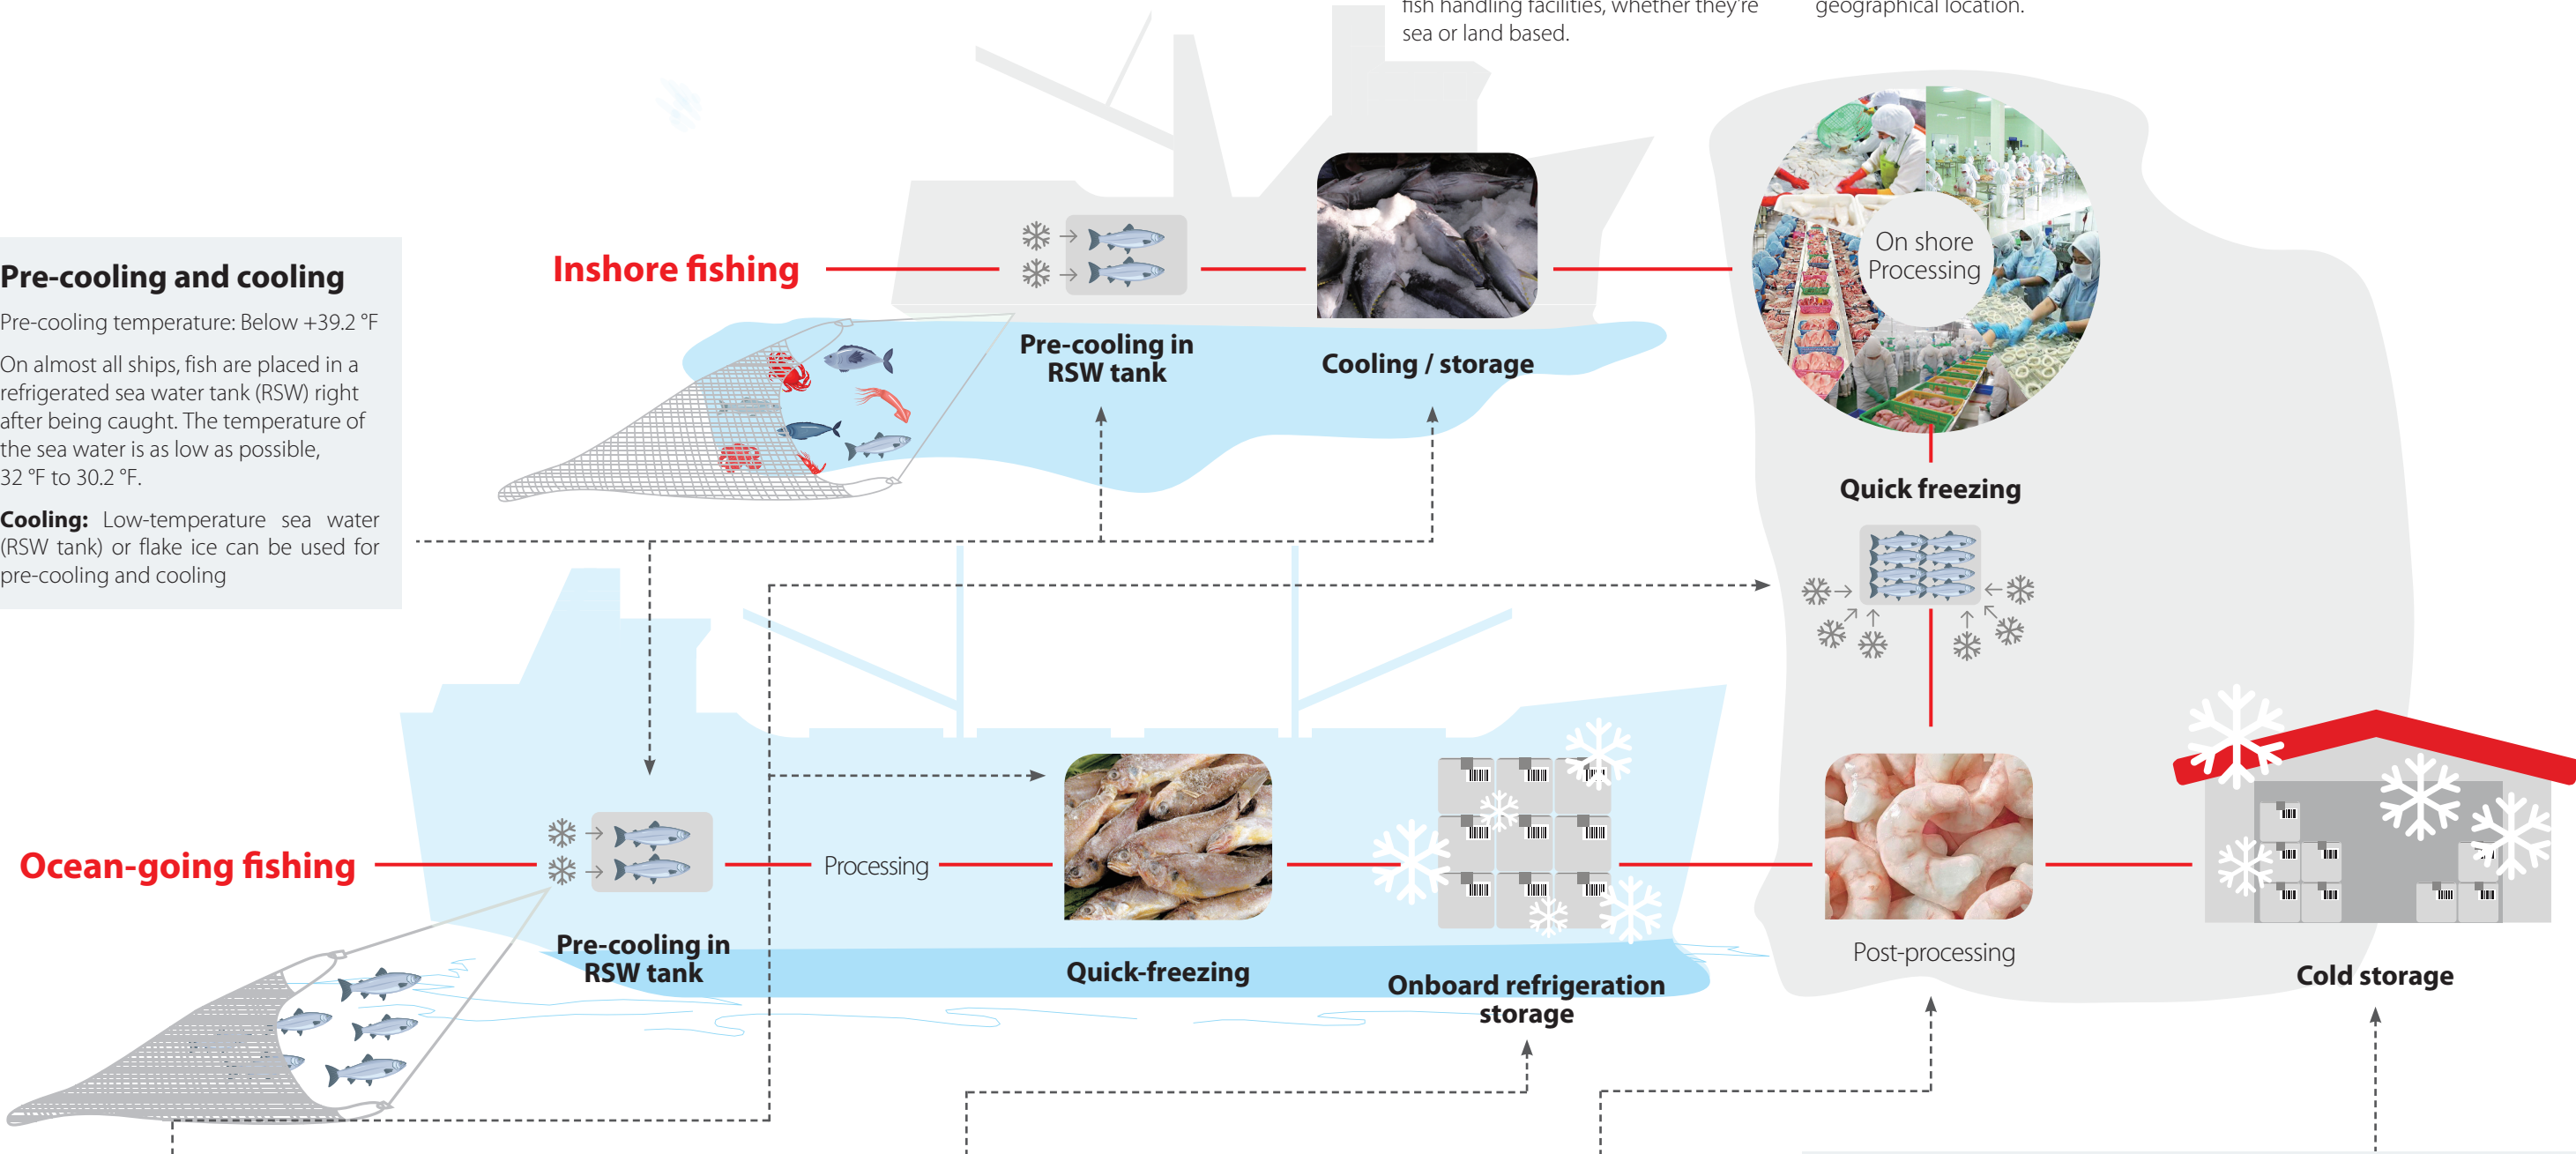 fish handling facilities, whether they're
sea or land based.
geographical location.
Pre-cooling and cooling
Pre-cooling temperature: Below +39.2 °F
On almost all ships, fish are placed in a
refrigerated sea water tank (RSW) right
after being caught. The temperature of
the sea water is as low as possible,
32 °F to 30.2 °F.
Cooling: Low-temperature sea water
(RSW tank) or flake ice can be used for
pre-cooling and cooling
Inshore fishing
Pre-cooling in
RSW tank
Cooling / storage
On shore
Processing
Quick freezing
Ocean-going fishing
Pre-cooling in
RSW tank
Processing
Quick-freezing
Onboard refrigeration
storage
Post-processing
Cold storage